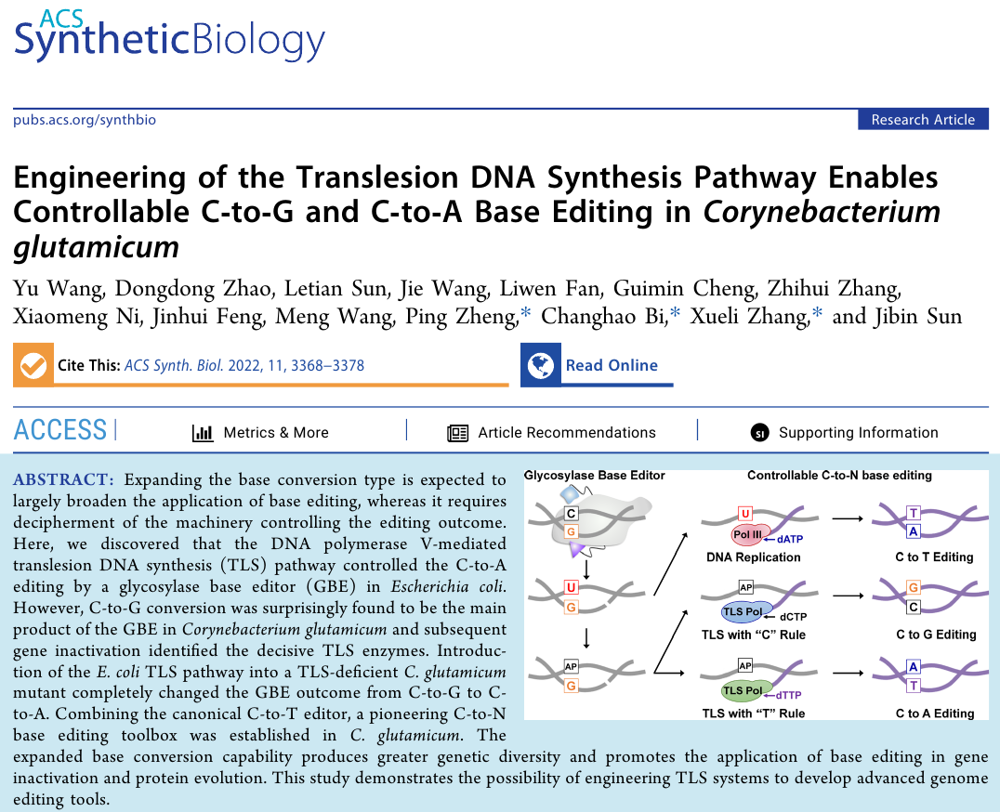 ACS
SyntheticBiology
pubs.acs.org/synthbio
Research Article
Engineering of the Translesion DNA Synthesis Pathway Enables
Controllable C-to-G and C-to-A Base Editing in Corynebacterium
glutamicum
Yu Wang, Dongdong Zhao, Letian Sun, Jie Wang, Liwen Fan, Guimin Cheng, Zhihui Zhang,
Xiaomeng Ni, Jinhui Feng, Meng Wang, Ping Zheng,* Changhao Bi,* Xueli Zhang,* and Jibin Sun
Cite This: ACS Synth. Biol. 2022, 11, 3368–3378
Read Online
ACCESS
Metrics & More
Article Recommendations
SI
Supporting Information
ABSTRACT: Expanding the base conversion type is expected to
largely broaden the application of base editing, whereas it requires
decipherment of the machinery controlling the editing outcome.
Here, we discovered that the DNA polymerase V-mediated
translesion DNA synthesis (TLS) pathway controlled the C-to-A
editing by a glycosylase base editor (GBE) in Escherichia coli.
However, C-to-G conversion was surprisingly found to be the main
product of the GBE in Corynebacterium glutamicum and subsequent
gene inactivation identified the decisive TLS enzymes. Introduc-
tion of the E. coli TLS pathway into a TLS-deficient C. glutamicum
mutant completely changed the GBE outcome from C-to-G to C-
to-A. Combining the canonical C-to-T editor, a pioneering C-to-N
base editing toolbox was established in C. glutamicum. The
expanded base conversion capability produces greater genetic diversity and promotes the application of base editing in gene
inactivation and protein evolution. This study demonstrates the possibility of engineering TLS systems to develop advanced genome
editing tools.
Glycosylase Base Editor
C
G
U
G
AP
G
Controllable C-to-N base editing
U
Pol III
dATP
DNA Replication
T
A
C to T Editing
AP
TLS Pol
dCTP
TLS with “C” Rule
G
C
C to G Editing
AP
TLS Pol
dTTP
TLS with “T” Rule
A
T
C to A Editing